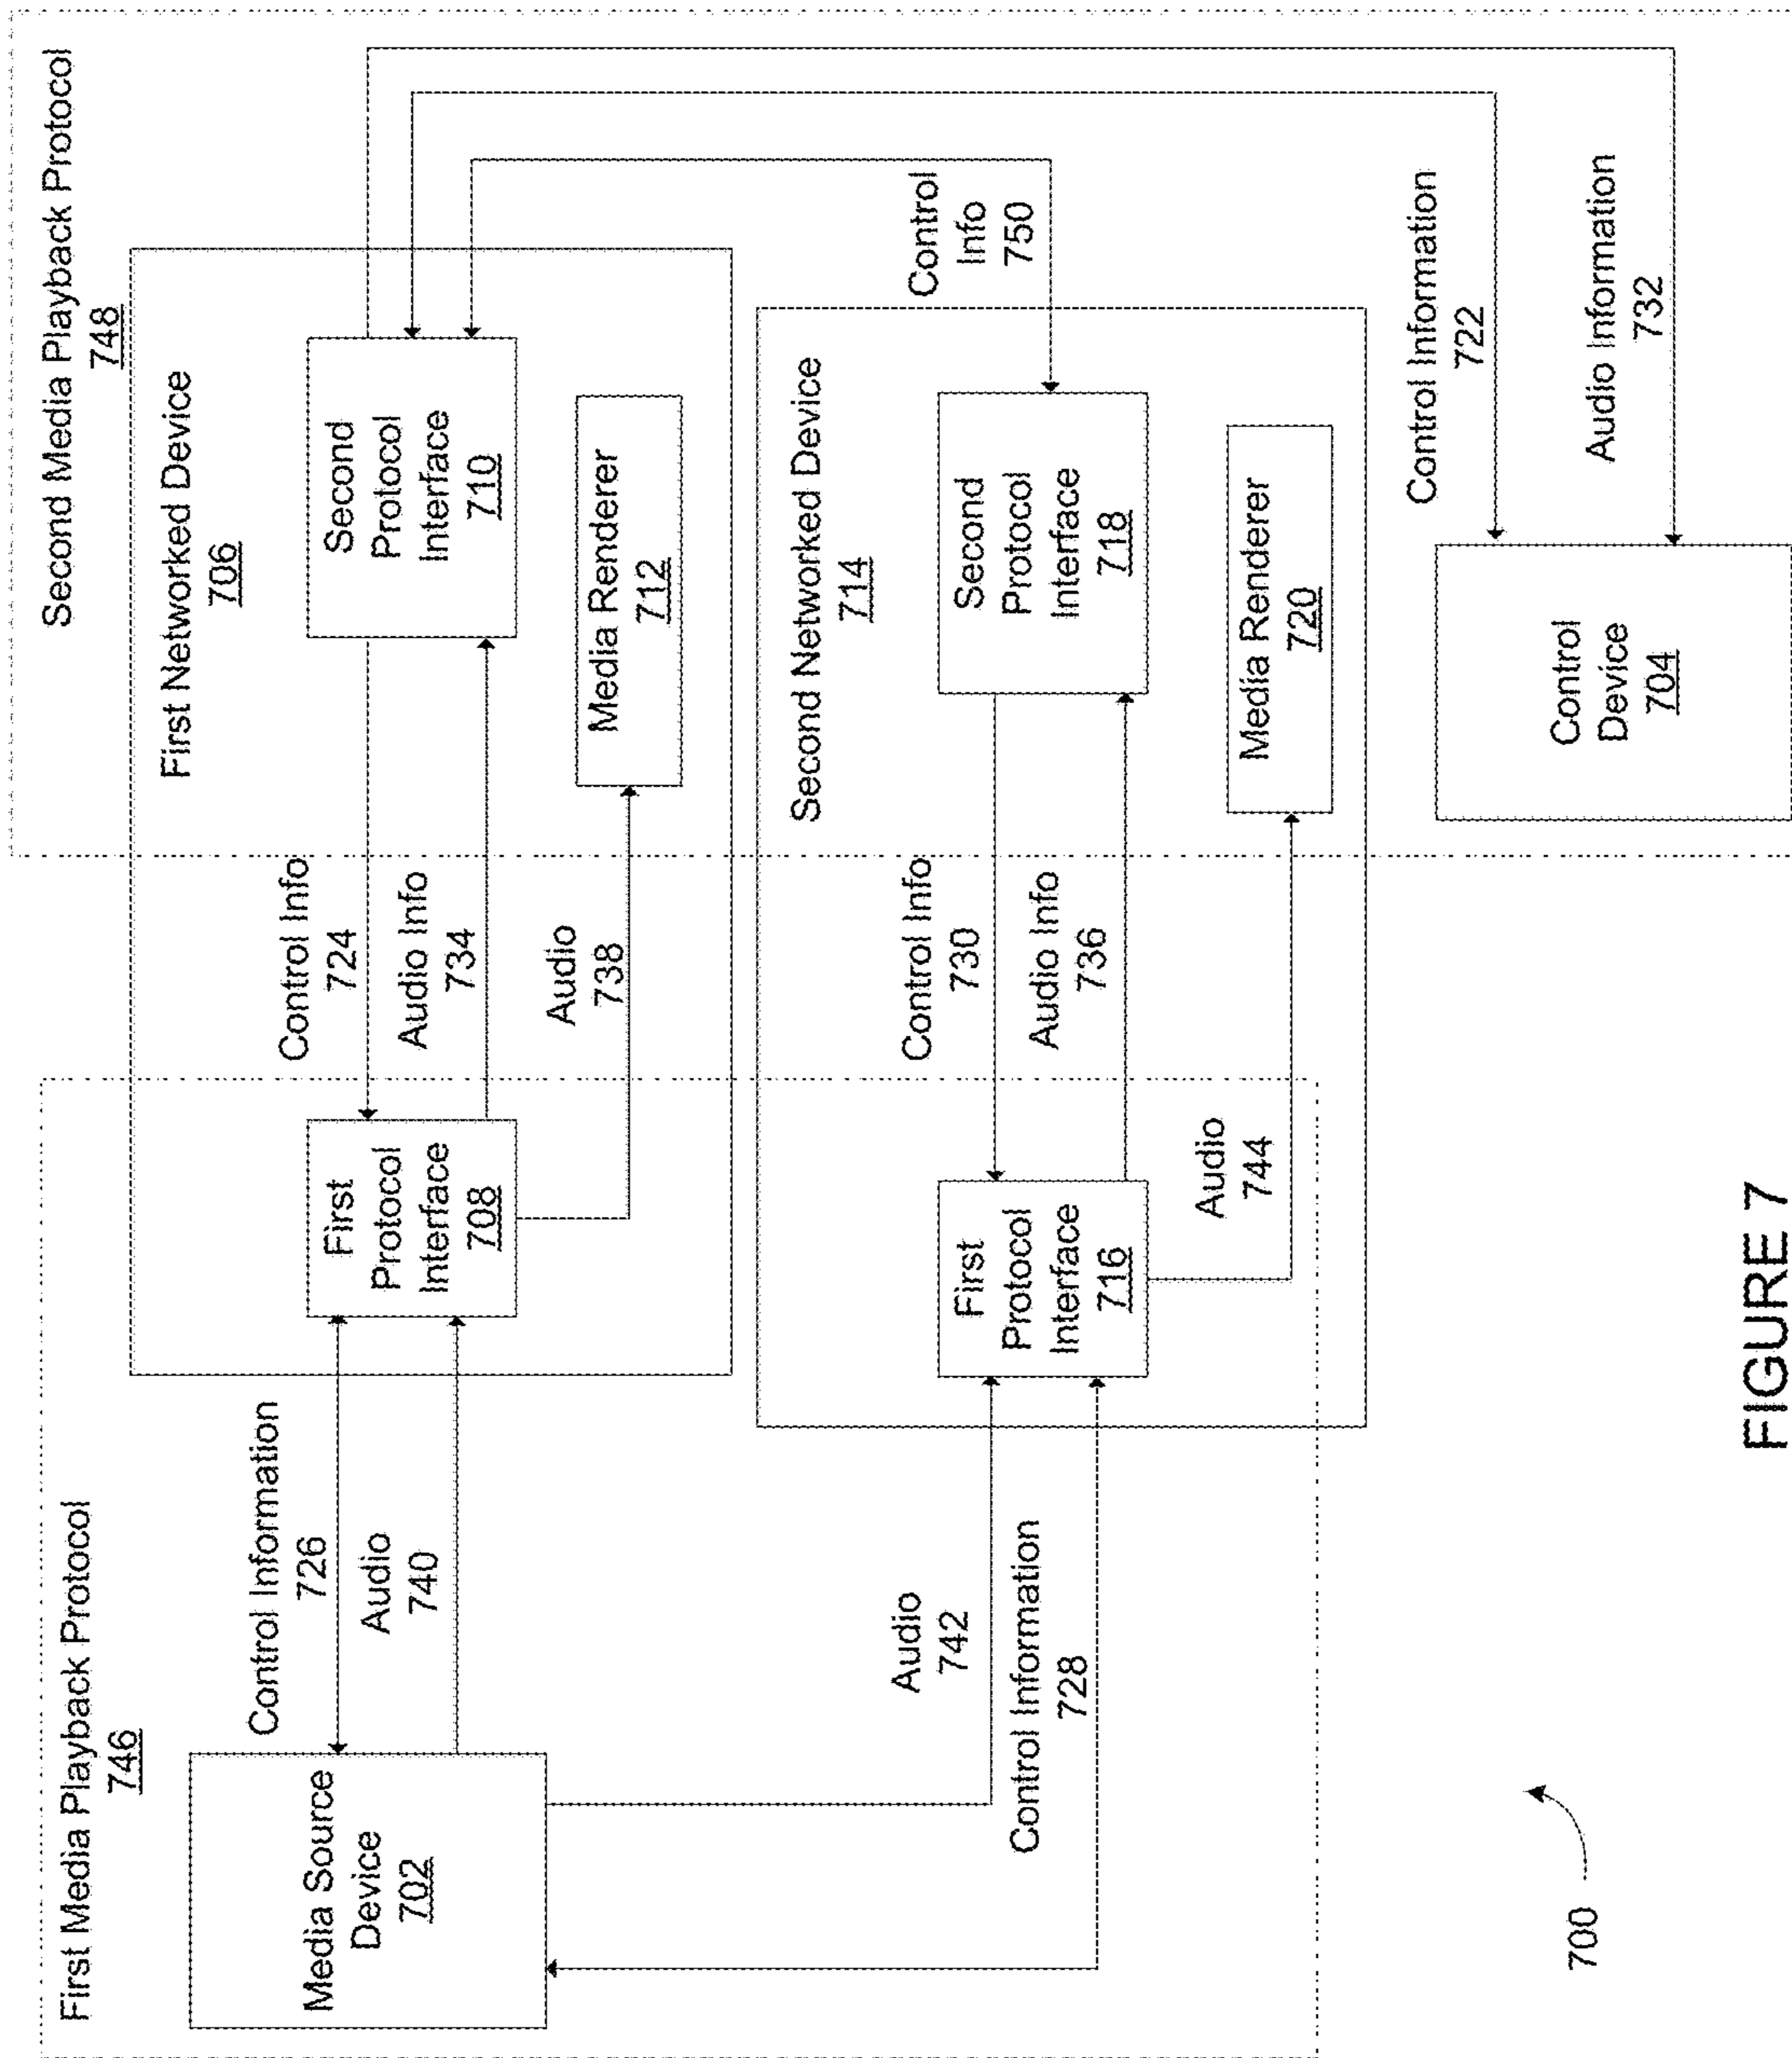 First Media Playback Protocol
746
Second Media Playback Protocol
748
Media Source
Device
702
Control Information
726
Audio
740
First Networked Device
706
First
Protocol
Interface
708
Control Info
724
Audio Info
734
Audio
738
Second
Protocol
Interface
710
Media Renderer
712
Audio
742
Control Information
728
Second Networked Device
714
First
Protocol
Interface
716
Control Info
730
Audio Info
736
Audio
744
Second
Protocol
Interface
718
Media Renderer
720
Control
Info
750
Control Information
722
Audio Information
732
Control
Device
704
700
FIGURE 7